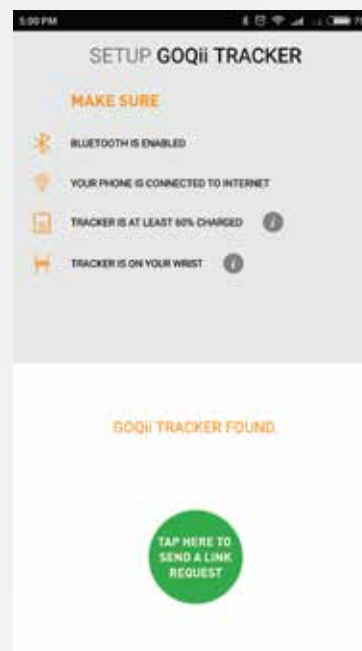 5:00 PM
SETUP GOQii TRACKER
MAKE SURE
BLUETOOTH IS ENABLED
YOUR PHONE IS CONNECTED TO INTERNET
TRACKER IS AT LEAST 60% CHARGED i
TRACKER IS ON YOUR WRIST i
GOQii TRACKER FOUND.
TAP HERE TO
SEND A LINK
REQUEST